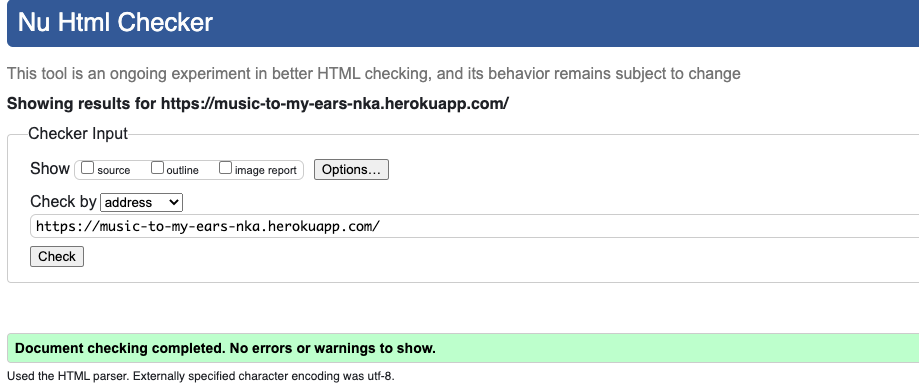 Nu Html Checker
This tool is an ongoing experiment in better HTML checking, and its behavior remains subject to change
Showing results for https://music-to-my-ears-nka.herokuapp.com/
Checker Input
Show source outline image report Options...
Check by address
https://music-to-my-ears-nka.herokuapp.com/
Check
Document checking completed. No errors or warnings to show.
Used the HTML parser. Externally specified character encoding was utf-8.